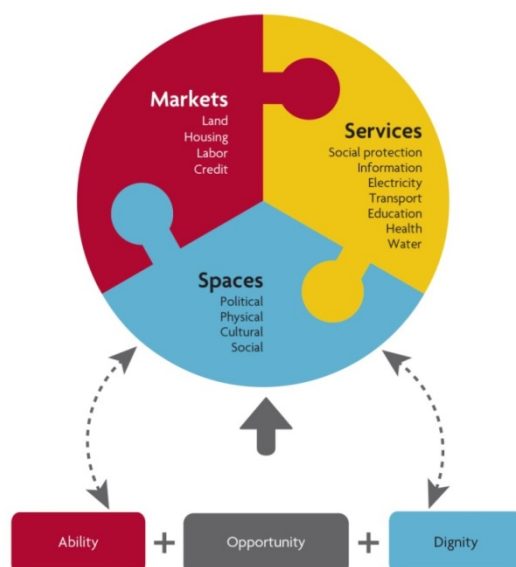 Markets
Land
Housing
Labor
Credit
Services
Social protection
Information
Electricity
Transport
Education
Health
Water
Spaces
Political
Physical
Cultural
Social
Ability + Opportunity + Dignity